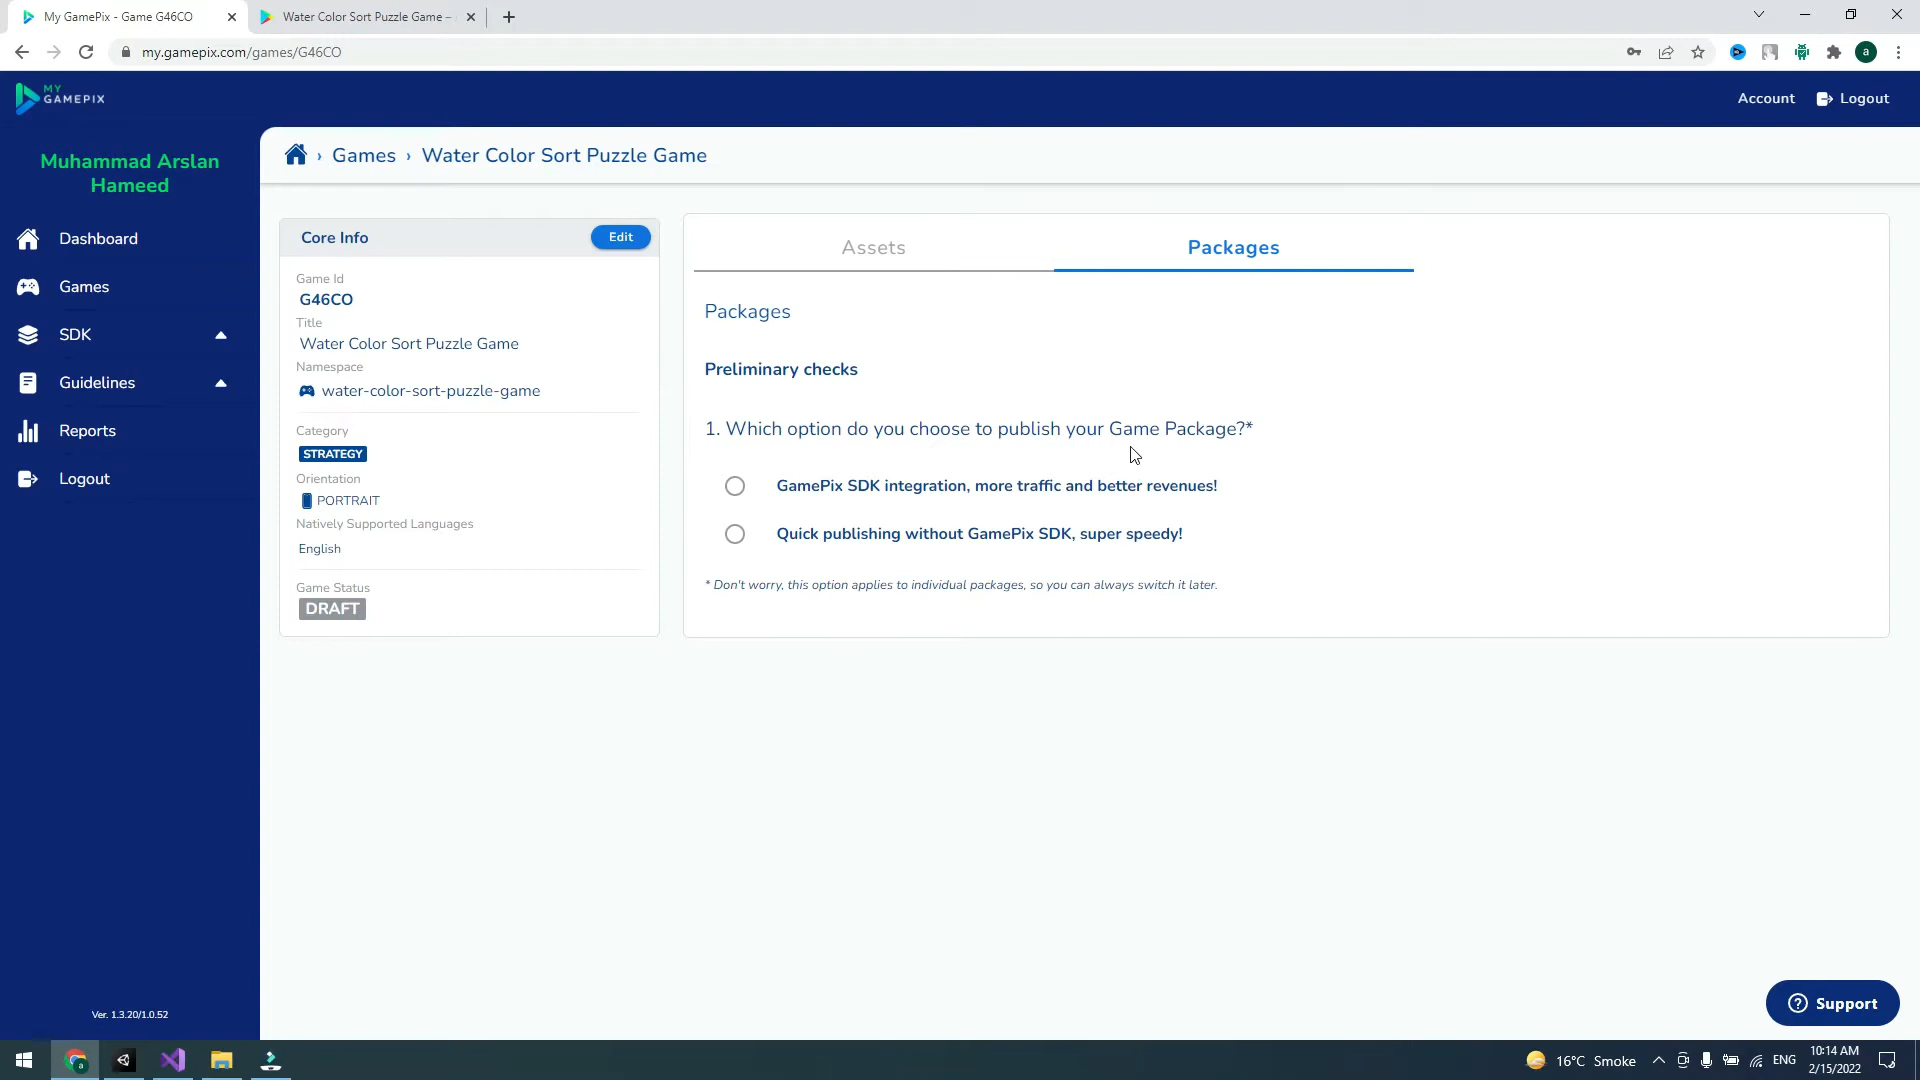 My GamePix - Game G46CO
Water Color Sort Puzzle Game –
my.gamepix.com/games/G46CO
a
MY
GAMEPIX
Account
Logout
Muhammad Arslan
Hameed
Dashboard
Games
SDK
Guidelines
Reports
Logout
Ver. 1.3.20/1.0.52
› Games › Water Color Sort Puzzle Game
Core Info
Edit
Game Id
G46CO
Title
Water Color Sort Puzzle Game
Namespace
water-color-sort-puzzle-game
Category
STRATEGY
Orientation
PORTRAIT
Natively Supported Languages
English
Game Status
DRAFT
Assets
Packages
Packages
Preliminary checks
1. Which option do you choose to publish your Game Package?*
GamePix SDK integration, more traffic and better revenues!
Quick publishing without GamePix SDK, super speedy!
* Don't worry, this option applies to individual packages, so you can always switch it later.
Support
16°C Smoke
ENG
10:14 AM
2/15/2022